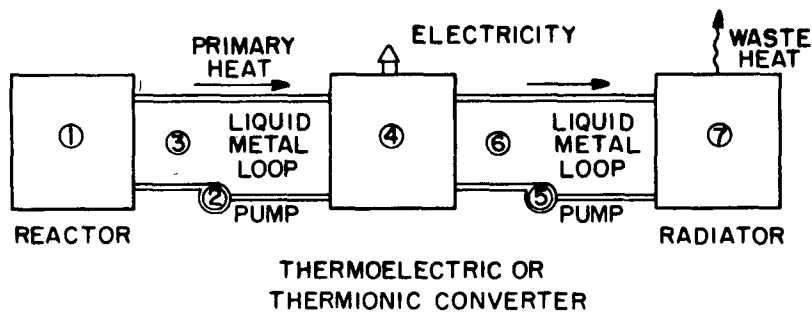 PRIMARY
HEAT
ELECTRICITY
WASTE
HEAT
①
③
LIQUID
METAL
LOOP
②
PUMP
④
⑥
LIQUID
METAL
LOOP
⑤
PUMP
⑦
REACTOR
RADIATOR
THERMOELECTRIC OR
THERMIONIC CONVERTER